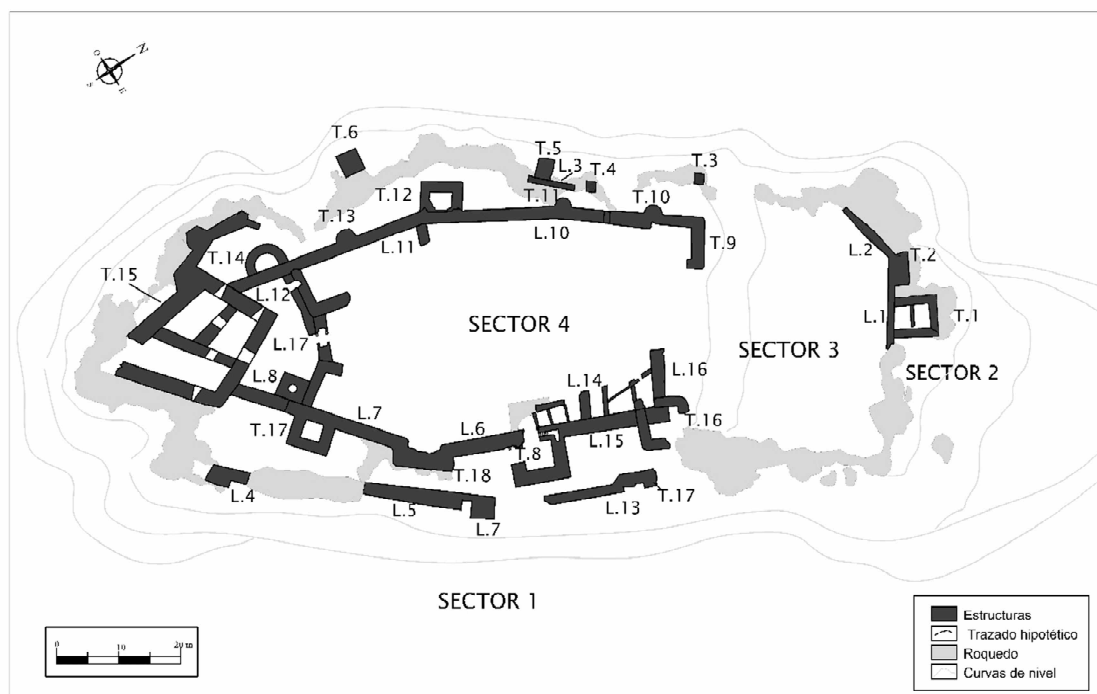 N
O
E
S
T.6
T.5
L.3
T.4
T.3
T.12
T.11
T.10
T.13
L.11
L.10
T.9
T.14
T.15
L.12
L.2
T.2
L.1
T.1
SECTOR 4
SECTOR 3
SECTOR 2
L.17
L.8
L.7
L.14
L.16
L.6
T.17
T.18
T.8
L.15
T.16
L.4
L.5
L.7
L.13
T.17
SECTOR 1
0 10 20 m
Estructuras
Trazado hipotético
Roquedo
Curvas de nivel